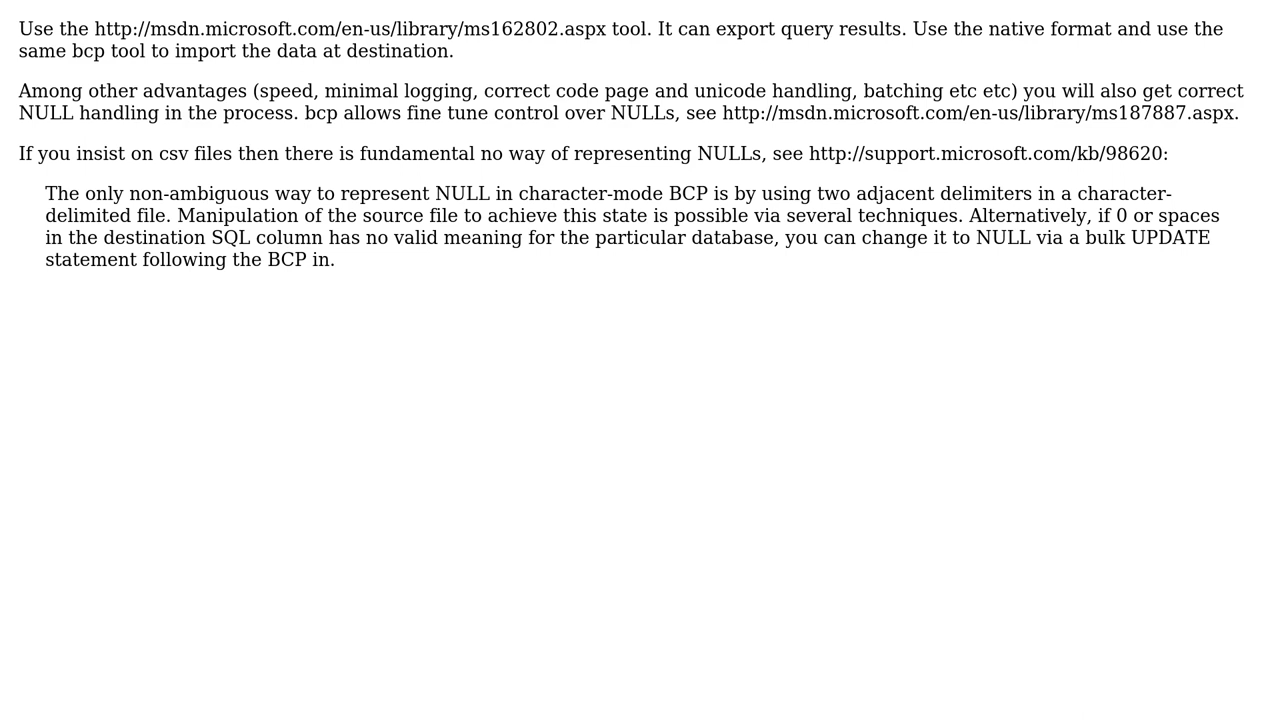 Use the http://msdn.microsoft.com/en-us/library/ms162802.aspx tool. It can export query results. Use the native format and use the
same bcp tool to import the data at destination.
Among other advantages (speed, minimal logging, correct code page and unicode handling, batching etc etc) you will also get correct
NULL handling in the process. bcp allows fine tune control over NULLs, see http://msdn.microsoft.com/en-us/library/ms187887.aspx.
If you insist on csv files then there is fundamental no way of representing NULLs, see http://support.microsoft.com/kb/98620:
The only non-ambiguous way to represent NULL in character-mode BCP is by using two adjacent delimiters in a character-
delimited file. Manipulation of the source file to achieve this state is possible via several techniques. Alternatively, if 0 or spaces
in the destination SQL column has no valid meaning for the particular database, you can change it to NULL via a bulk UPDATE
statement following the BCP in.